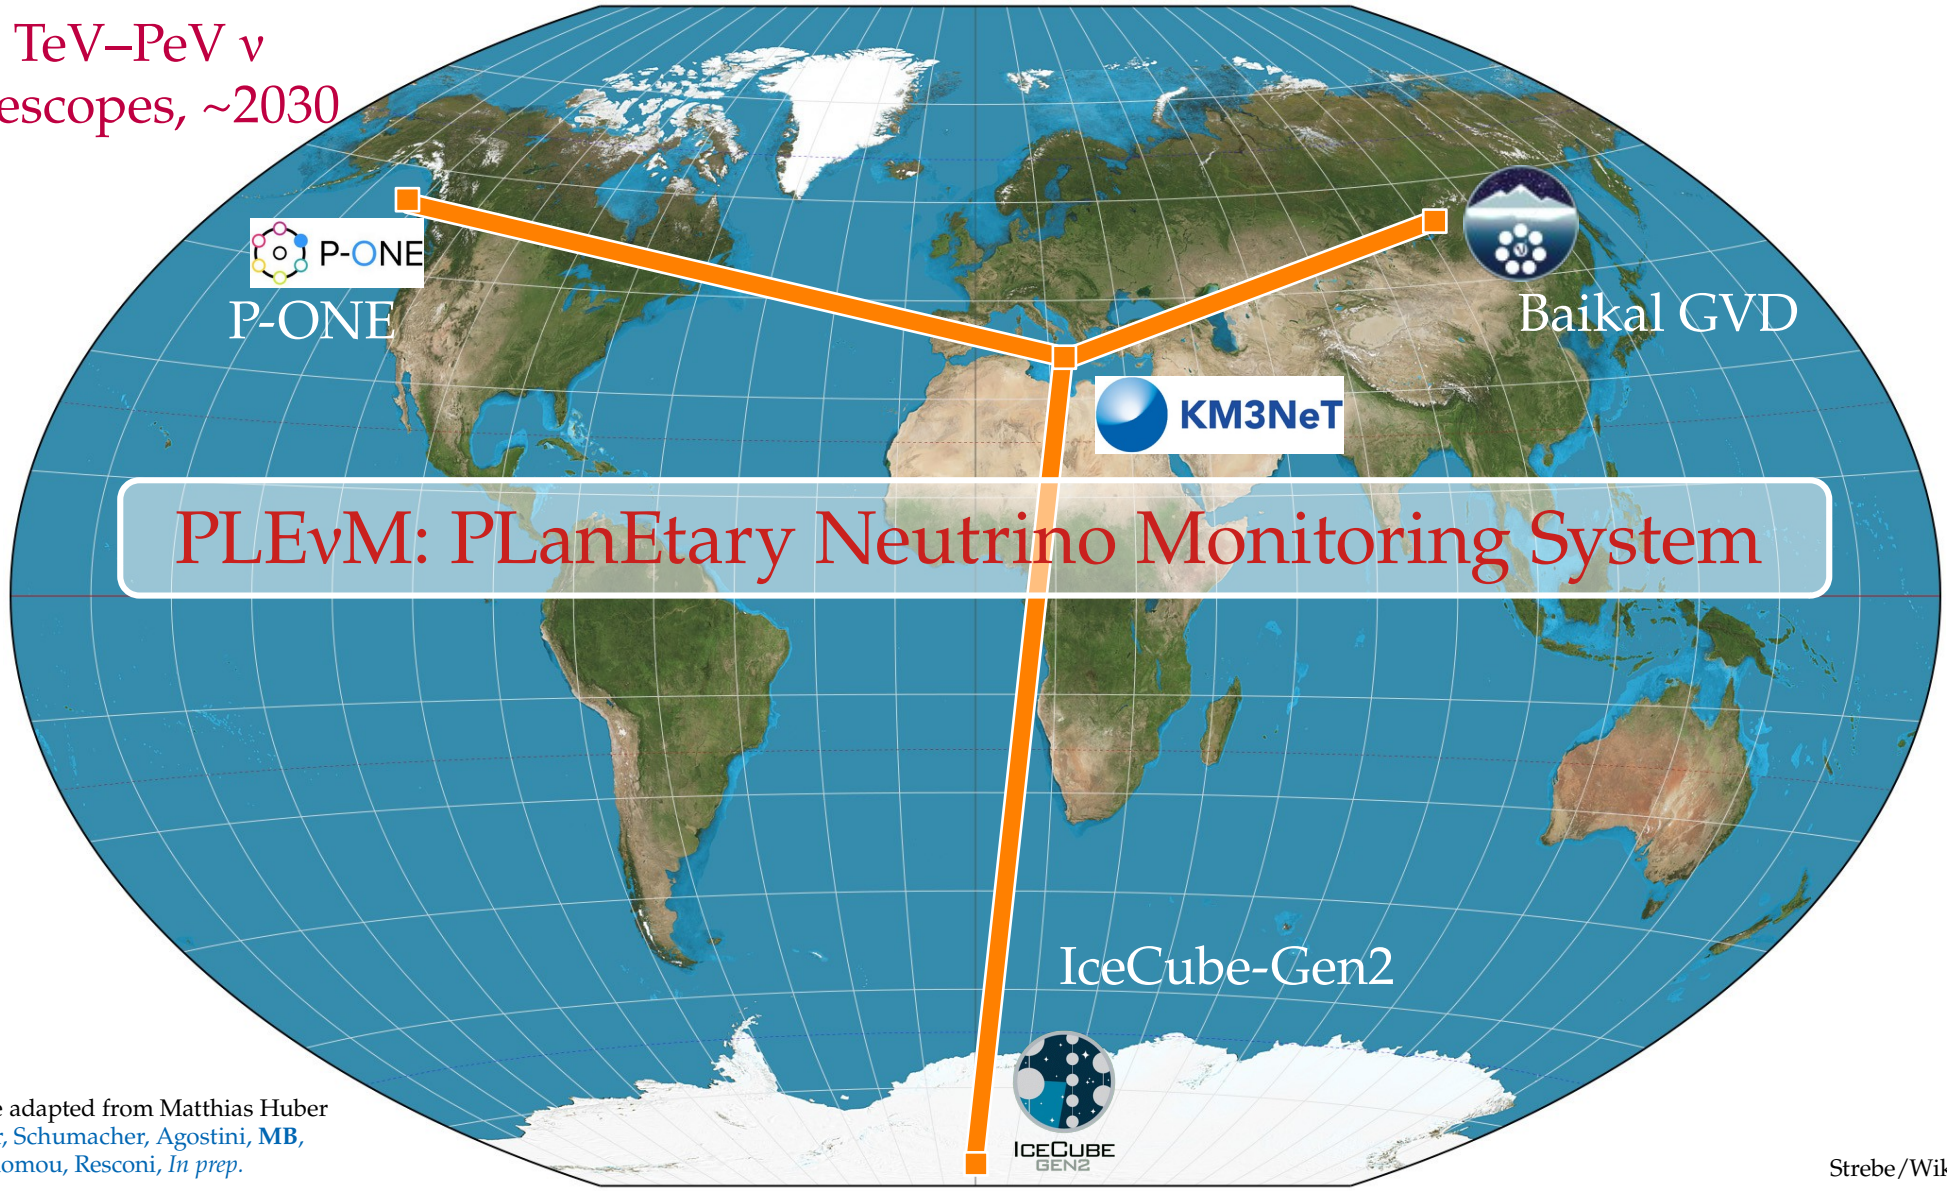 TeV–PeV ν
escopes, ~2030
P-ONE
P-ONE
Baikal GVD
KM3NeT
PLEνM: PLanEtary Neutrino Monitoring System
IceCube-Gen2
ICECUBE
GEN2
adapted from Matthias Huber
Schumacher, Agostini, MB,
omou, Resconi, In prep.
Strebe/Wik